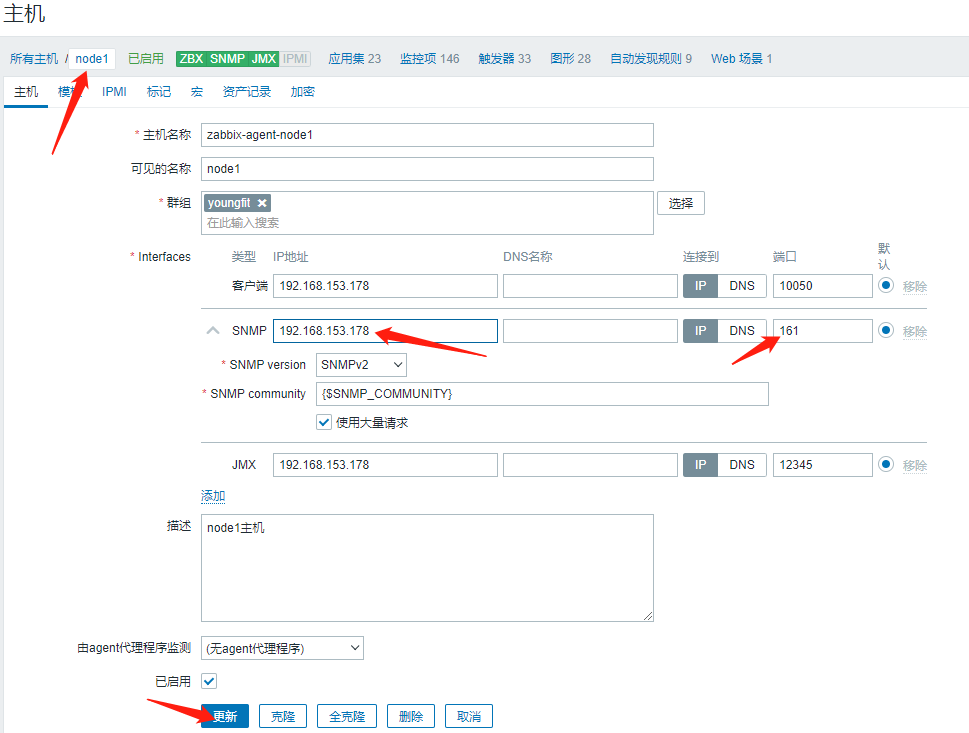 主机
所有主机 / node1 已启用 ZBX SNMP JMX IPMI 应用集 23 监控项 146 触发器 33 图形 28 自动发现规则 9 Web 场景 1
主机 IPMI 标记 宏 资产记录 加密
* 主机名称 zabbix-agent-node1
可见的名称 node1
* 群组 youngfit 选择
在此输入搜索
* Interfaces 类型 IP地址 DNS名称 连接到 端口 默认
客户端 192.168.153.178 IP DNS 10050 移除
SNMP 192.168.153.178 IP DNS 161 移除
* SNMP version SNMPv2
* SNMP community {$SNMP_COMMUNITY}
使用大量请求
JMX 192.168.153.178 IP DNS 12345 移除
添加
描述 node1主机
由agent代理程序监测 (无agent代理程序)
已启用
更新 克隆 全克隆 删除 取消